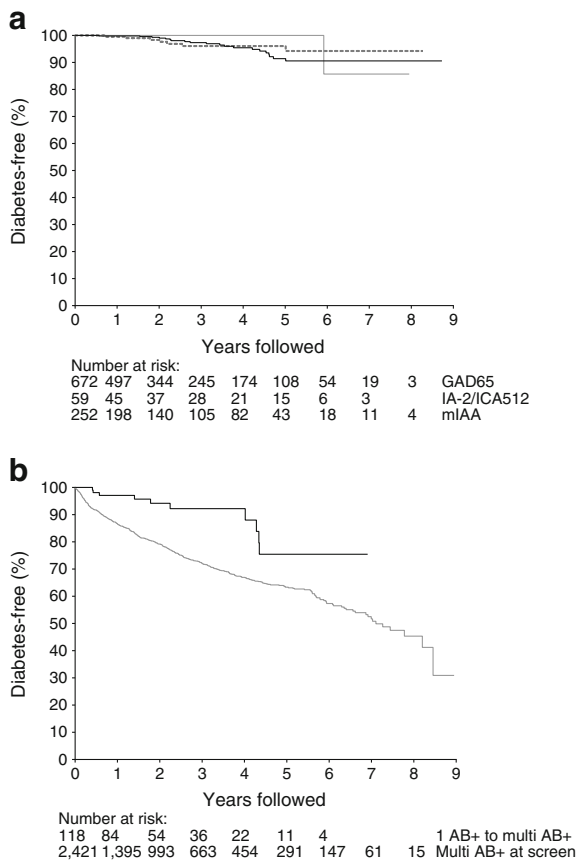 a
100
90
80
70
60
50
40
30
20
10
0
Diabetes-free (%)
0 1 2 3 4 5 6 7 8 9
Years followed
Number at risk:
672 497 344 245 174 108 54 19 3 GAD65
59 45 37 28 21 15 6 3 IA-2/ICA512
252 198 140 105 82 43 18 11 4 mIAA
b
100
90
80
70
60
50
40
30
20
10
0
Diabetes-free (%)
0 1 2 3 4 5 6 7 8 9
Years followed
Number at risk:
118 84 54 36 22 11 4 1 AB+ to multi AB+
2,421 1,395 993 663 454 291 147 61 15 Multi AB+ at screen